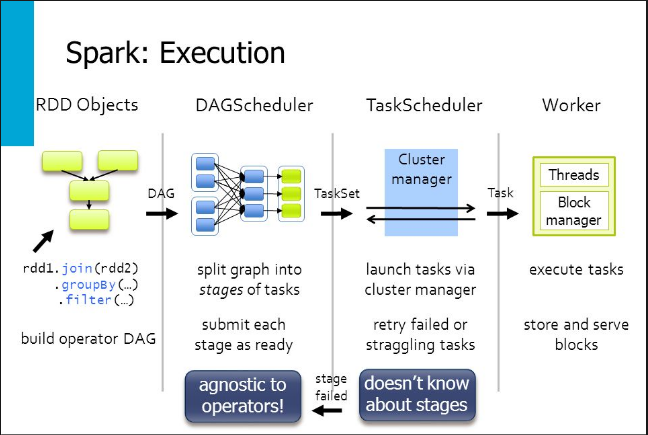 Spark: Execution
RDD Objects
DAGScheduler
TaskScheduler
Worker
DAG
TaskSet
Cluster
manager
Task
Threads
Block
manager
rdd1.join(rdd2)
.groupBy(…)
.filter(…)
build operator DAG
split graph into
stages of tasks
submit each
stage as ready
launch tasks via
cluster manager
retry failed or
straggling tasks
execute tasks
store and serve
blocks
agnostic to
operators!
stage
failed
doesn’t know
about stages